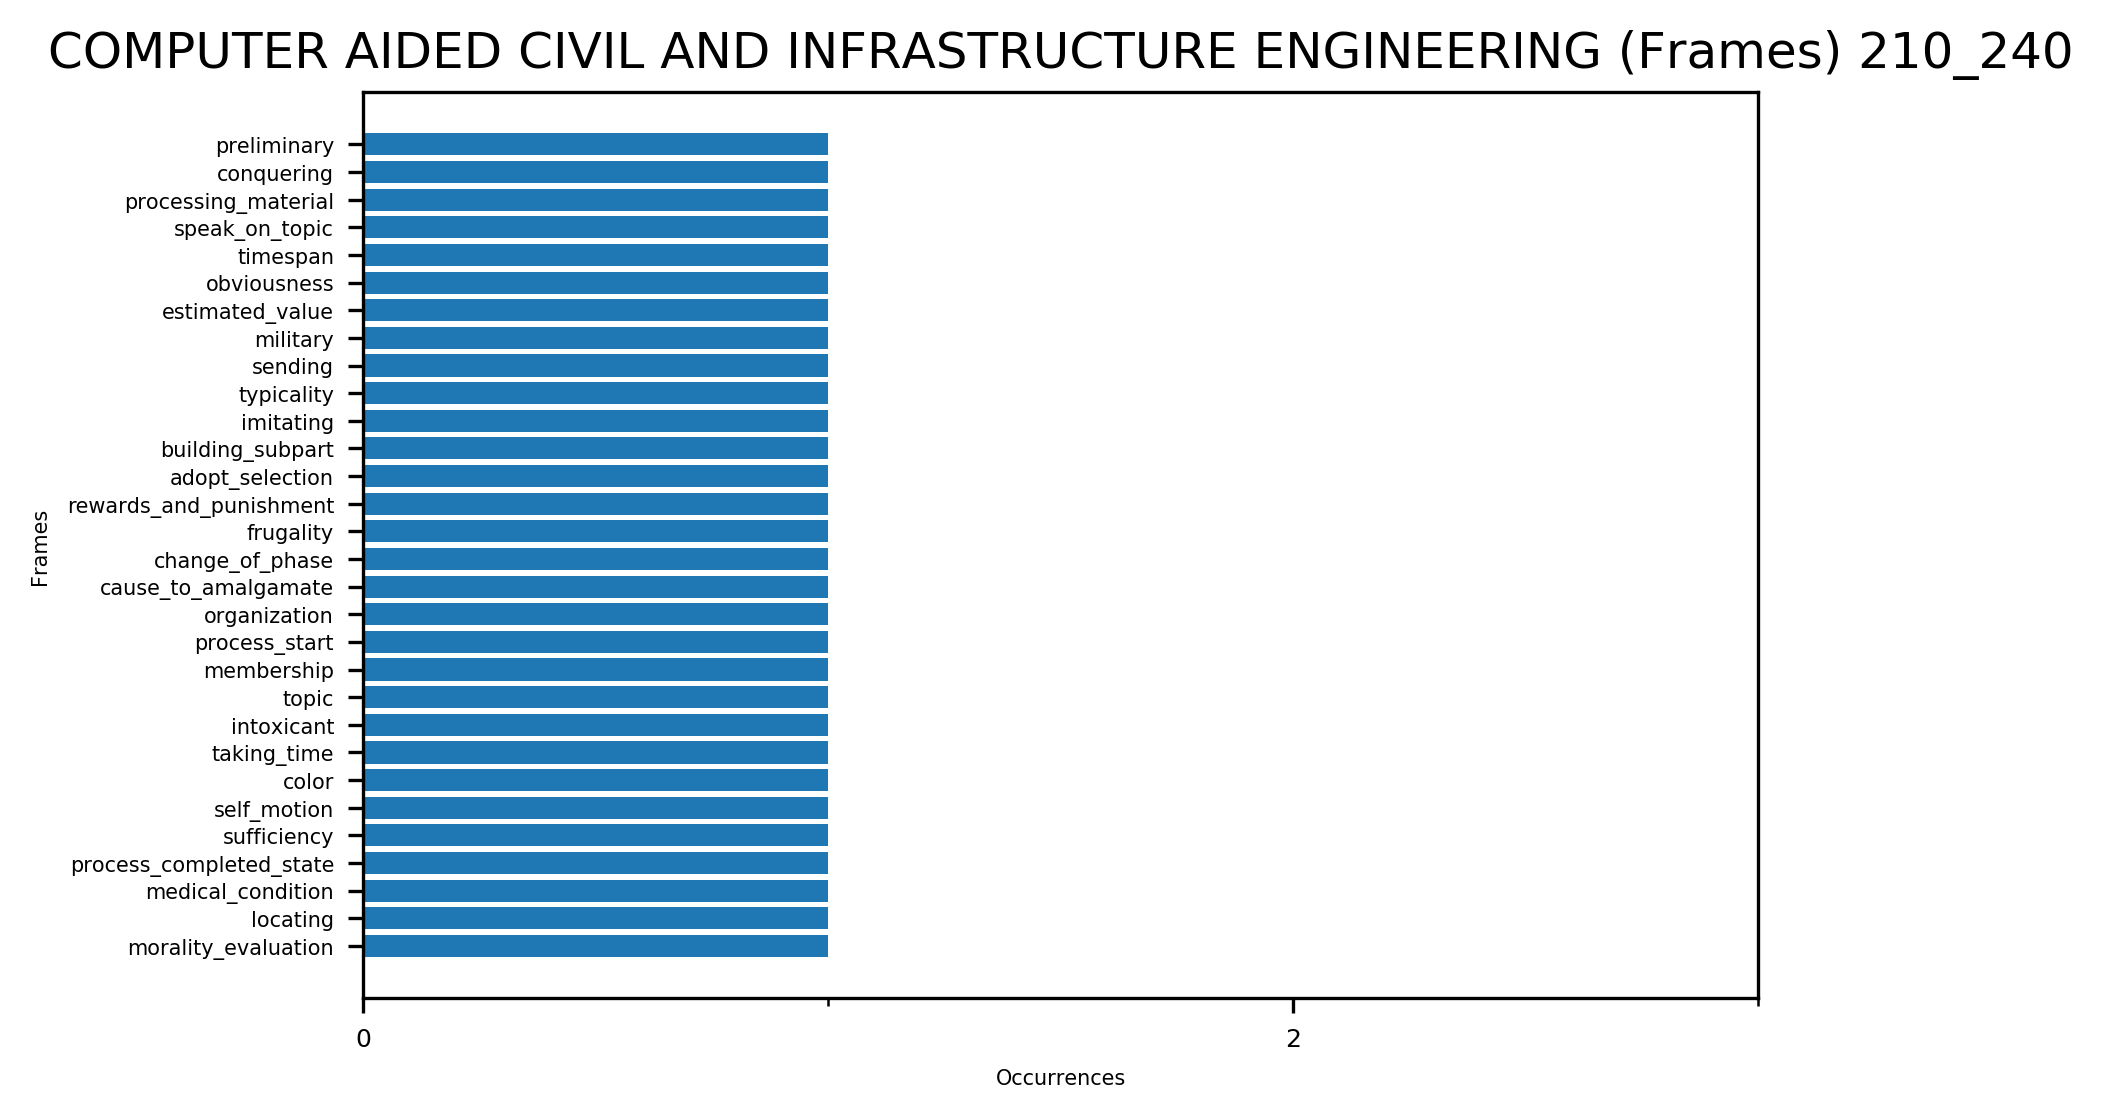 COMPUTER AIDED CIVIL AND INFRASTRUCTURE ENGINEERING (Frames) 210_240
Frames
preliminary
conquering
processing_material
speak_on_topic
timespan
obviousness
estimated_value
military
sending
typicality
imitating
building_subpart
adopt_selection
rewards_and_punishment
frugality
change_of_phase
cause_to_amalgamate
organization
process_start
membership
topic
intoxicant
taking_time
color
self_motion
sufficiency
process_completed_state
medical_condition
locating
morality_evaluation
0 2
Occurrences